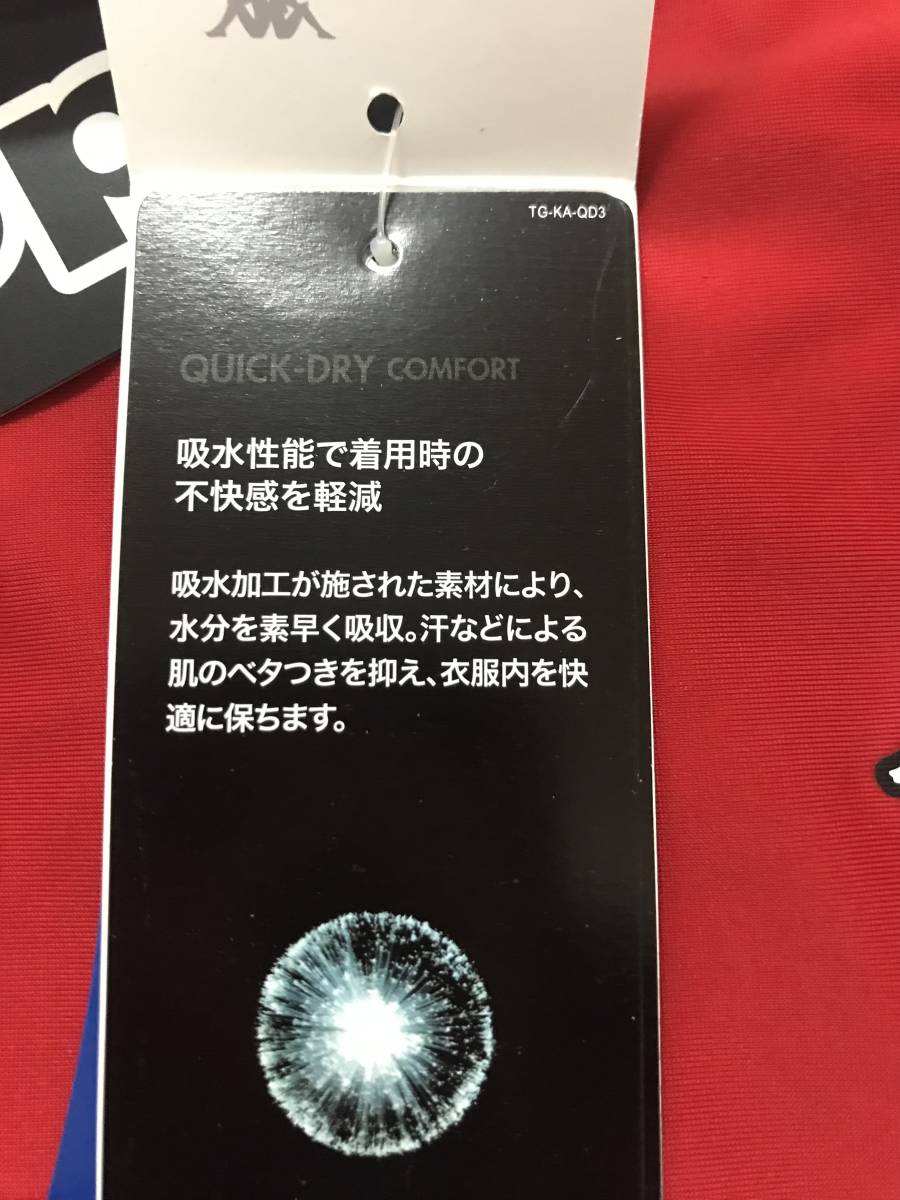 TG-KA-QD3
QUICK-DRY COMFORT
吸水性能で着用時の
不快感を軽減
吸水加工が施された素材により、
水分を素早く吸収。汗などによる
肌のベタつきを抑え、衣服内を快
適に保ちます。